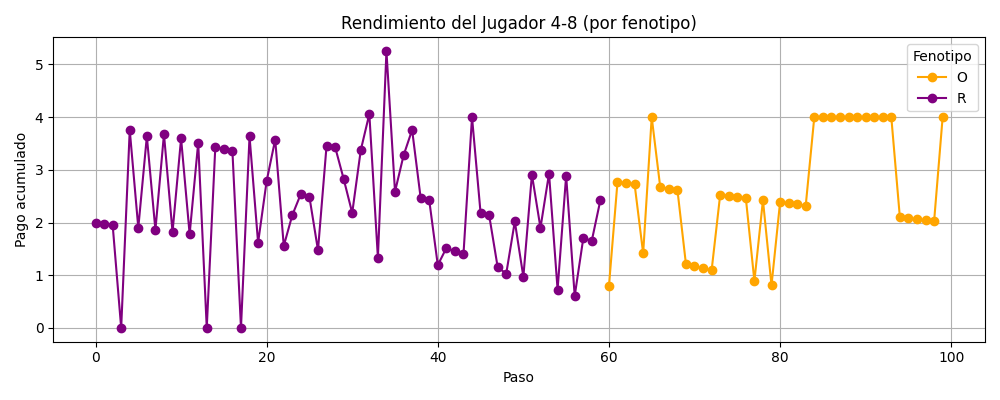 Rendimiento del Jugador 4-8 (por fenotipo)
Pago acumulado
5
4
3
2
1
0
0
20
40
60
80
100
Paso
Fenotipo
O
R